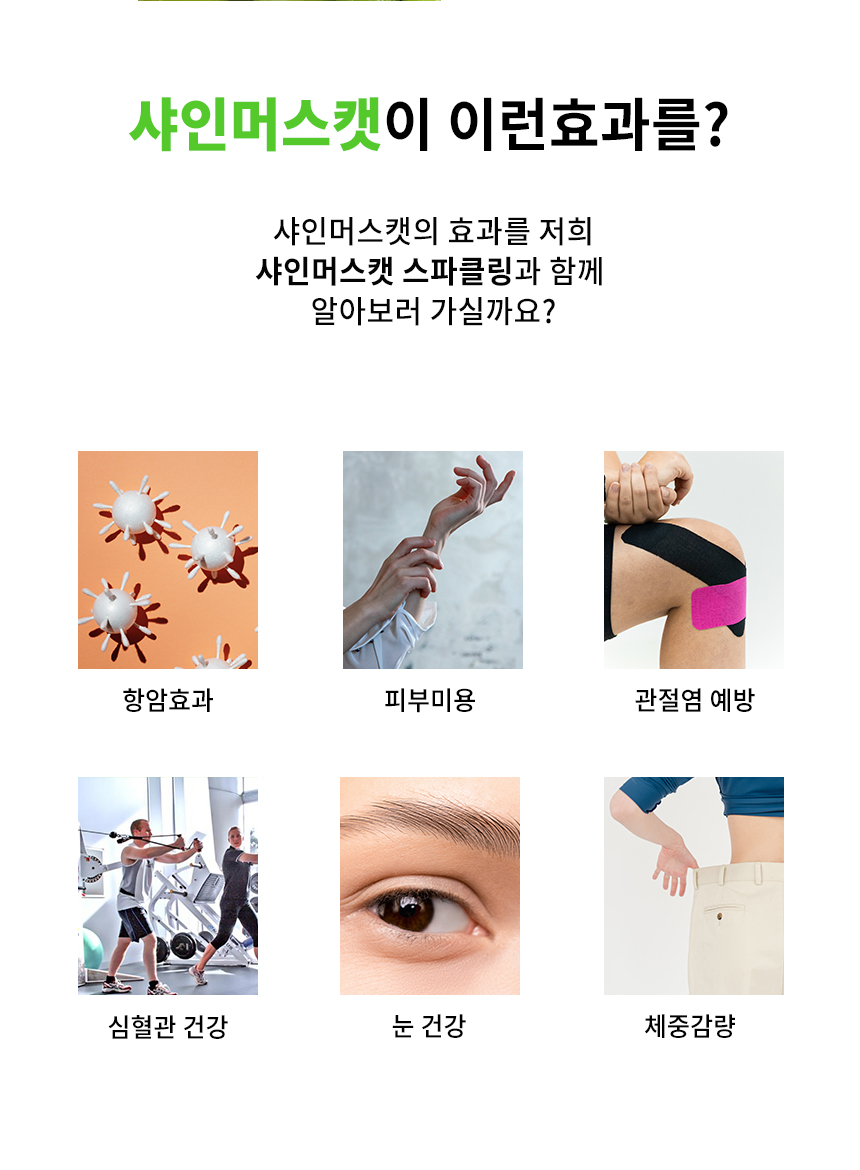 샤인머스캣이 이런효과를?
샤인머스캣의 효과를 저희
샤인머스캣 스파클링과 함께
알아보러 가실까요?
항암효과
피부미용
관절염 예방
심혈관 건강
눈 건강
체중감량